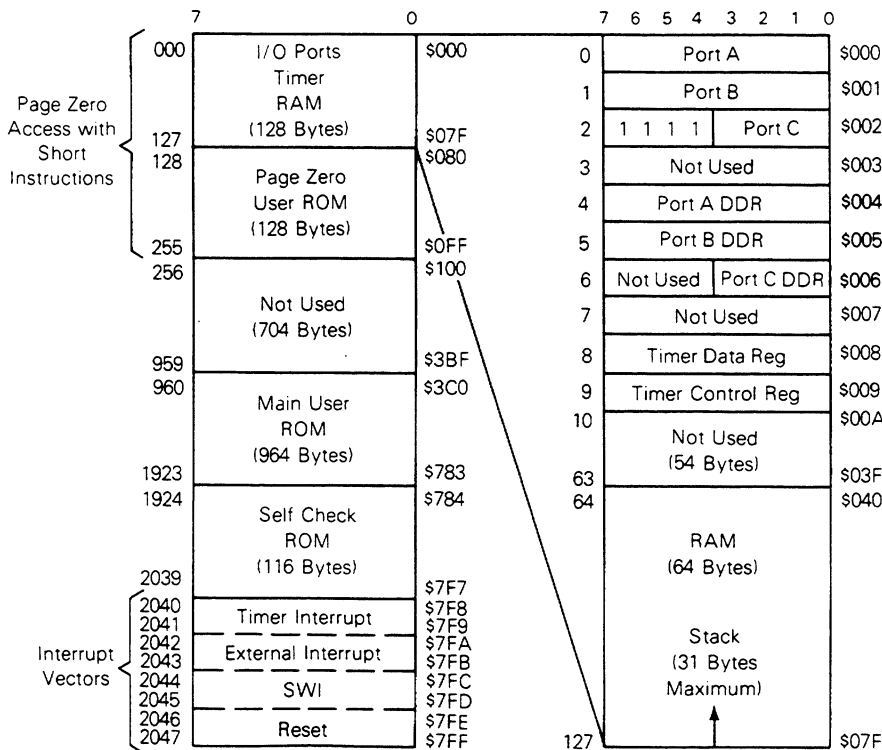 7 0
000 I/O Ports $000
Timer
RAM
(128 Bytes)
127 $07F
128 $080
Page Zero
Access with
Short
Instructions
Page Zero
User ROM
(128 Bytes)
255 $0FF
256 $100
Not Used
(704 Bytes)
959 $3BF
960 $3C0
Main User
ROM
(964 Bytes)
1923 $783
1924 $784
Self Check
ROM
(116 Bytes)
2039 $7F7
Interrupt
Vectors
2040 Timer Interrupt $7F8
2041 $7F9
2042 External Interrupt $7FA
2043 $7FB
2044 SWI $7FC
2045 $7FD
2046 Reset $7FE
2047 $7FF
7 6 5 4 3 2 1 0
0 Port A $000
1 Port B $001
2 1 1 1 1 Port C $002
3 Not Used $003
4 Port A DDR $004
5 Port B DDR $005
6 Not Used Port C DDR $006
7 Not Used $007
8 Timer Data Reg $008
9 Timer Control Reg $009
10 $00A
Not Used
(54 Bytes)
63 $03F
64 $040
RAM
(64 Bytes)
Stack
(31 Bytes
Maximum)
127 $07F